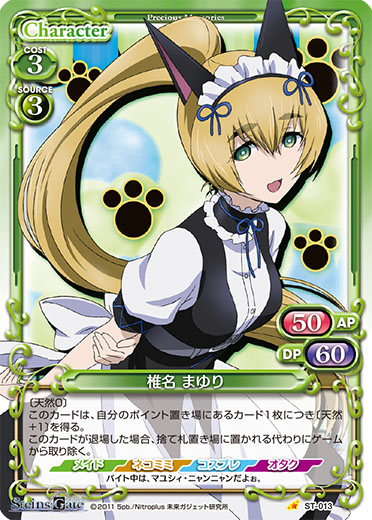 Precious Memories
Character
COST
3
SOURCE
3
50 AP
DP 60
椎名 まゆり
[天然0]
このカードは、自分のポイント置き場にあるカード1枚につき[天然
+1]を得る。
このカードが退場した場合、捨て札置き場に置かれる代わりにゲー
ムから取り除く。
メイド ネコミミ コスプレ オタク
バイト中は、マユシィ・ニャンニャンだよぉ。
Steins;Gate ©2011 5pb./Nitroplus 未来ガジェット研究所 ST-013